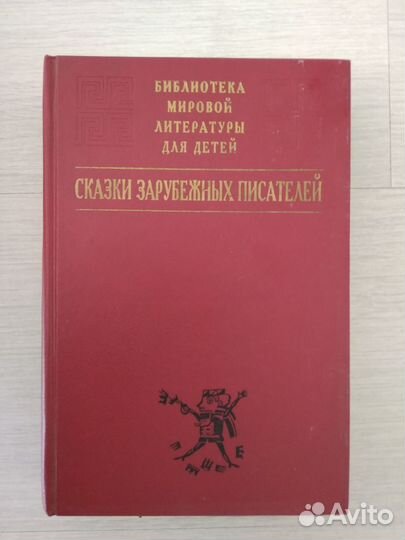 БИБЛИОТЕКА
МИРОВОЙ
ЛИТЕРАТУРЫ
ДЛЯ ДЕТЕЙ
СКАЗКИ ЗАРУБЕЖНЫХ ПИСАТЕЛЕЙ
Avito